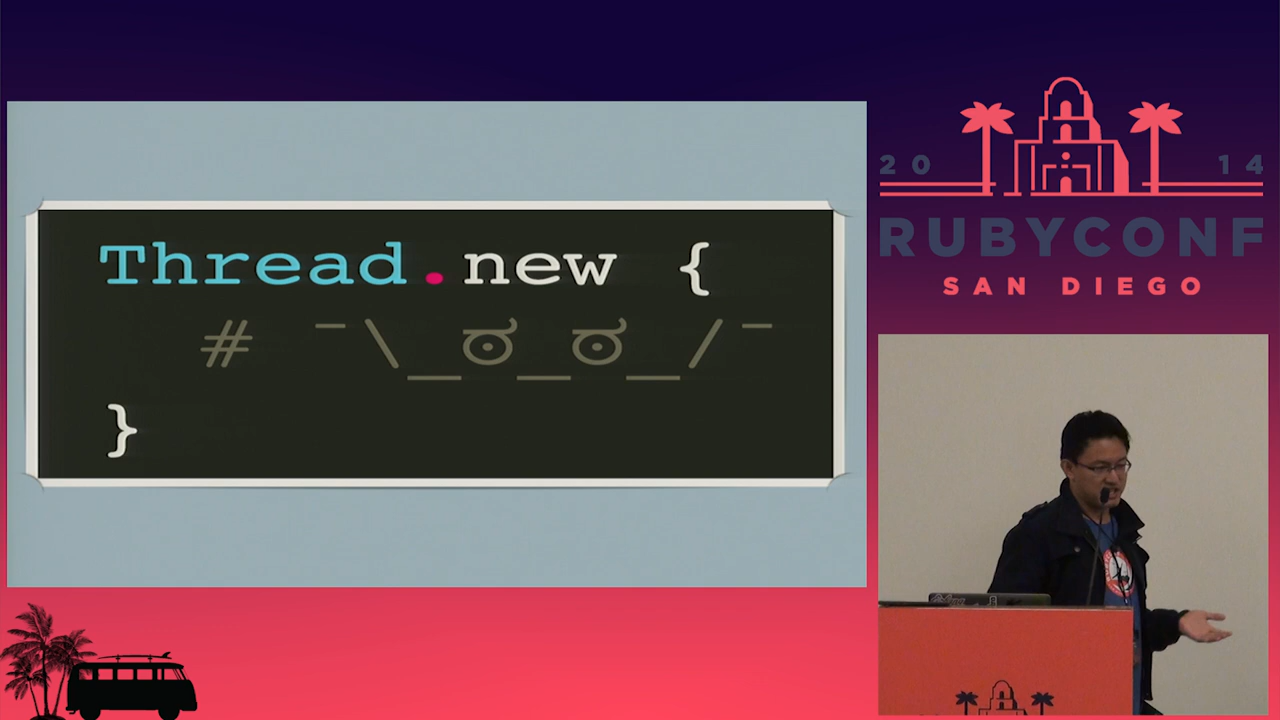 Thread.new {
# ¯\_ಠ_ಠ_/¯
}
20 14
RUBYCONF
SAN DIEGO